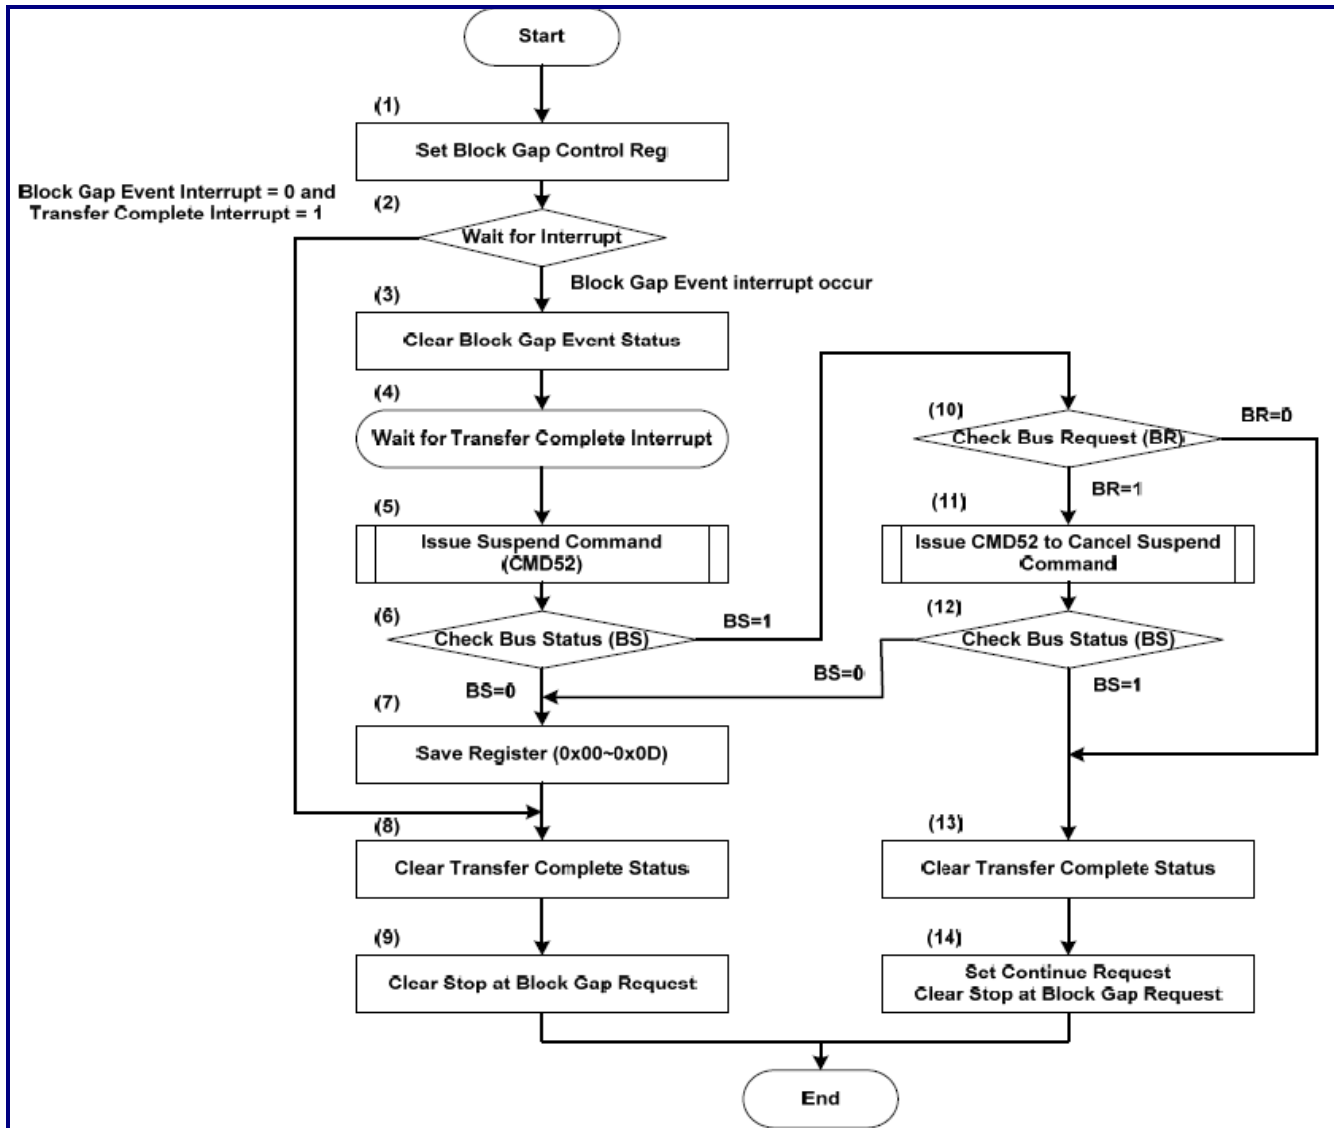 Start
(1)
Set Block Gap Control Reg
Block Gap Event Interrupt = 0 and
Transfer Complete Interrupt = 1
(2)
Wait for Interrupt
Block Gap Event interrupt occur
(3)
Clear Block Gap Event Status
(4)
Wait for Transfer Complete Interrupt
(5)
Issue Suspend Command
(CMD52)
(6)
Check Bus Status (BS)
BS=1
BS=0
(7)
Save Register (0x00~0x0D)
(8)
Clear Transfer Complete Status
(9)
Clear Stop at Block Gap Request
(10)
Check Bus Request (BR)
BR=0
BR=1
(11)
Issue CMD52 to Cancel Suspend
Command
(12)
Check Bus Status (BS)
BS=0
BS=1
(13)
Clear Transfer Complete Status
(14)
Set Continue Request
Clear Stop at Block Gap Request
End